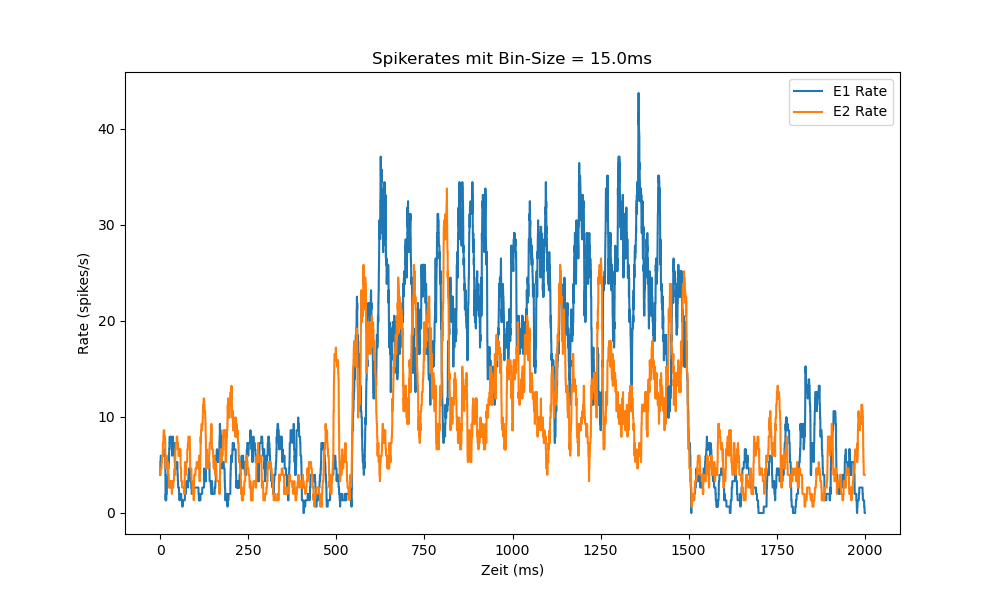 Spikerates mit Bin-Size = 15.0ms
E1 Rate
E2 Rate
Rate (spikes/s)
40
30
20
10
0
0 250 500 750 1000 1250 1500 1750 2000
Zeit (ms)